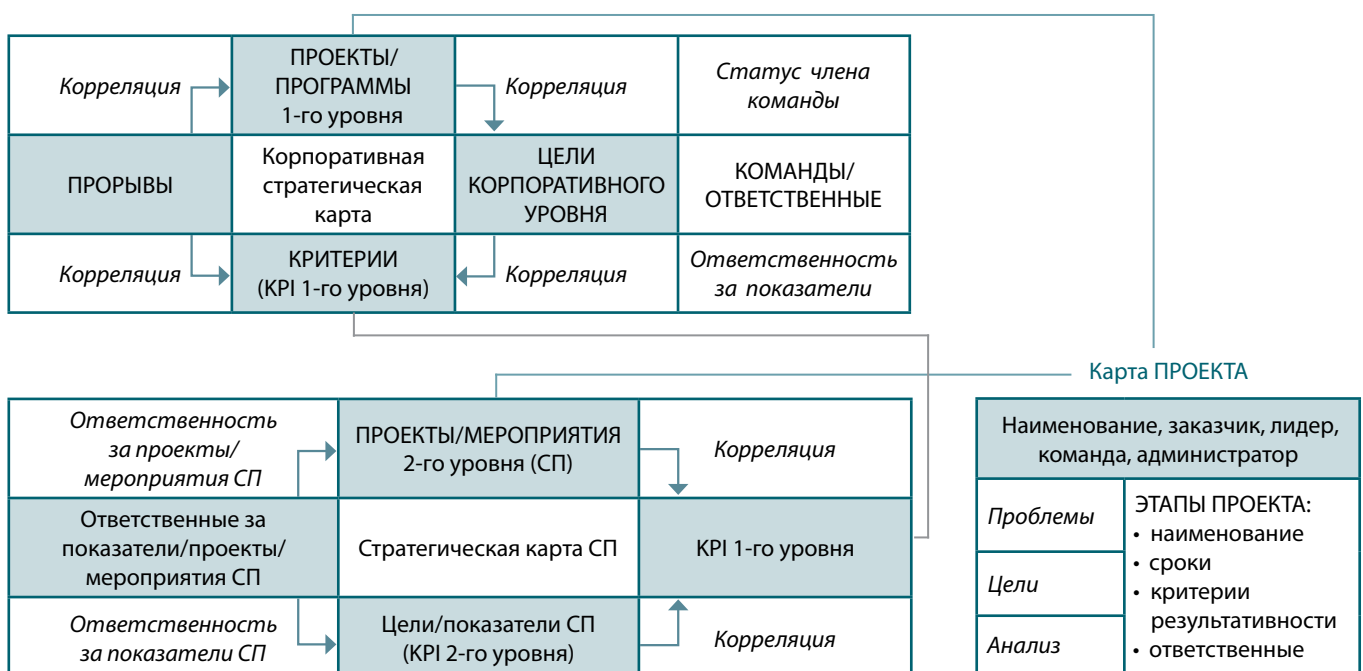 Корреляция
ПРОЕКТЫ/
ПРОГРАММЫ
1-го уровня
Корреляция
Статус члена
команды
ПРОРЫВЫ
Корпоративная
стратегическая
карта
ЦЕЛИ
КОРПОРАТИВНОГО
УРОВНЯ
КОМАНДЫ/
ОТВЕТСТВЕННЫЕ
Корреляция
КРИТЕРИИ
(KPI 1-го уровня)
Корреляция
Ответственность
за показатели
Карта ПРОЕКТА
Ответственность
за проекты/
мероприятия СП
ПРОЕКТЫ/МЕРОПРИЯТИЯ
2-го уровня (СП)
Корреляция
Ответственные за
показатели/проекты/
мероприятия СП
Стратегическая карта СП
KPI 1-го уровня
Ответственность
за показатели СП
Цели/показатели СП
(KPI 2-го уровня)
Корреляция
Наименование, заказчик, лидер,
команда, администратор
Проблемы
Цели
Анализ
ЭТАПЫ ПРОЕКТА:
• наименование
• сроки
• критерии
результативности
• ответственные